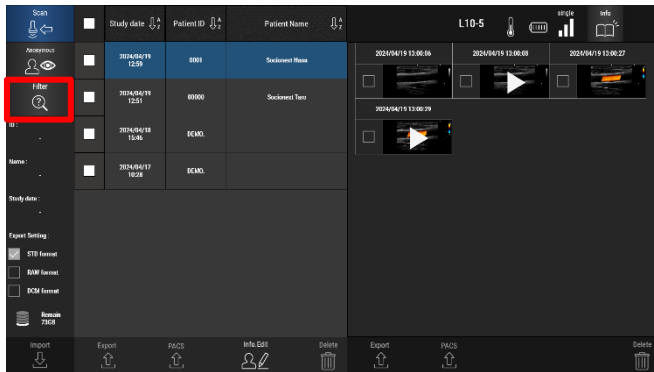 Scan
Study date A Z Patient ID A Z Patient Name A Z
L10-5 single Info
Anonymous
2024/04/19
12:59 0001 Socionest Hana
Filter
2024/04/19
12:51 00000 Socionest Taro
ID :
-
2024/04/18
15:46 DEMO.
Name :
-
2024/04/17
10:28 DEMO.
Study date :
-
Export Setting :
STD format
RAW format
DCM format
Remain
73GB
2024/04/19 13:00:06 2024/04/19 13:00:08 2024/04/19 13:00:27
2024/04/19 13:00:29
Import Export PACS Info.Edit Delete
Export PACS Delete